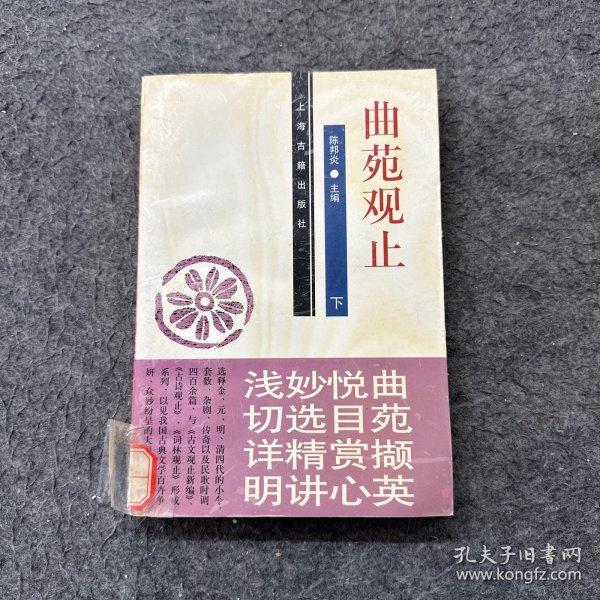 曲苑观止
陈邦炎●主编
下
上海古籍出版社
曲苑撷英
悦目赏心
妙选精讲
浅切详明
选释金、元、明、清四代的小令、
套数、杂剧、传奇以及民歌时调
四百余篇，与《古文观止新编》、
《古诗观止》、《词林观止》形成
系列，以见我国古典文学百卉争
妍、众妙纷呈的大
孔夫子旧书网
www.kongfz.com